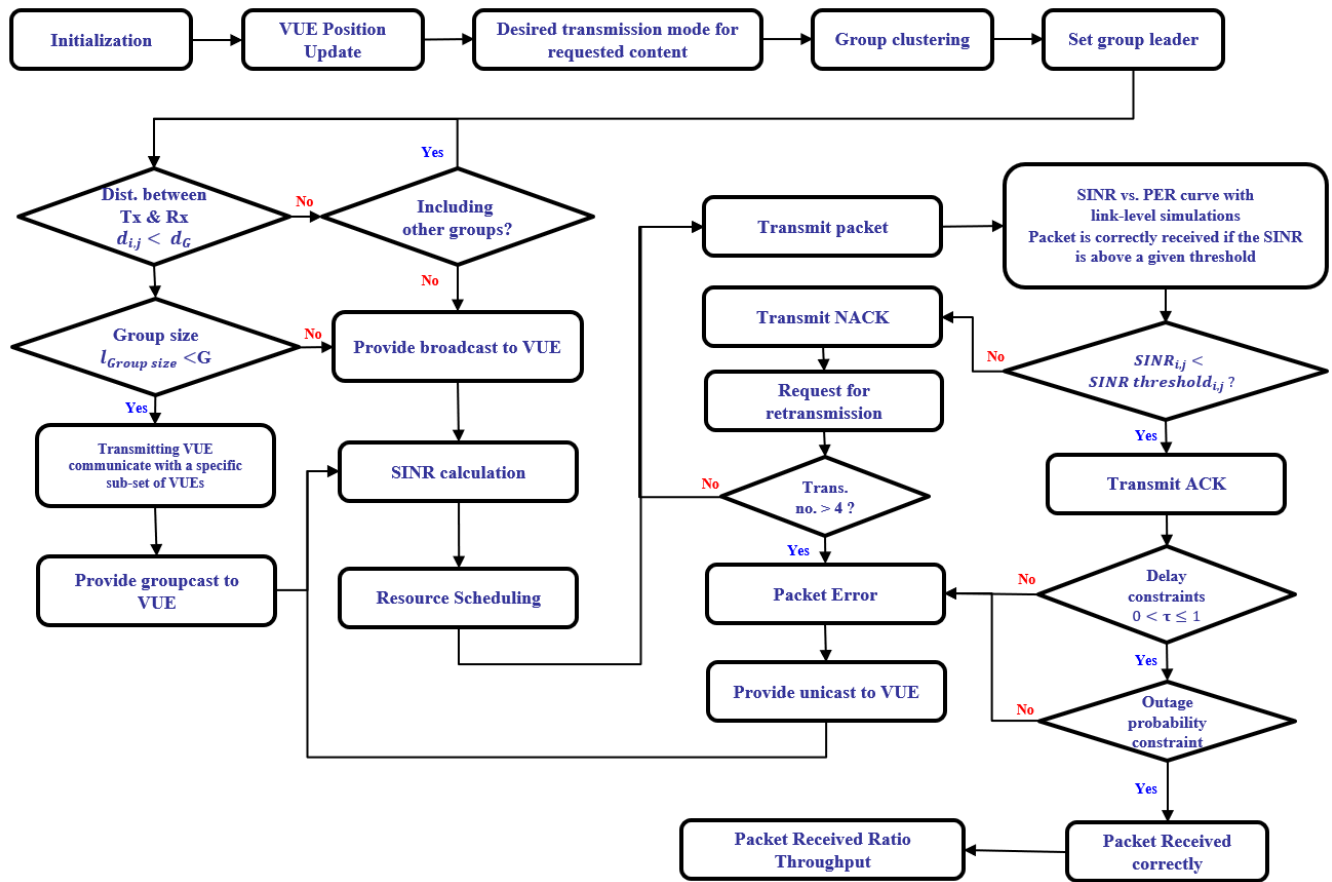 Initialization
VUE Position
Update
Desired transmission mode for
requested content
Group clustering
Set group leader
Yes
Dist. between
Tx & Rx
d_{i,j} < d_G
No
Including
other groups?
No
Group size
l_{Group size} <G
No
Provide broadcast to VUE
Yes
Transmitting VUE
communicate with a specific
sub-set of VUEs
SINR calculation
Provide groupcast to
VUE
Resource Scheduling
Transmit packet
SINR vs. PER curve with
link-level simulations
Packet is correctly received if the SINR
is above a given threshold
Transmit NACK
No
SINR_{i,j} <
SINR threshold_{i,j} ?
Request for
retransmission
Yes
No
Trans.
no. > 4 ?
Transmit ACK
Yes
Packet Error
No
Delay
constraints
0 < τ ≤ 1
Yes
Provide unicast to VUE
No
Outage
probability
constraint
Yes
Packet Received Ratio
Throughput
Packet Received
correctly